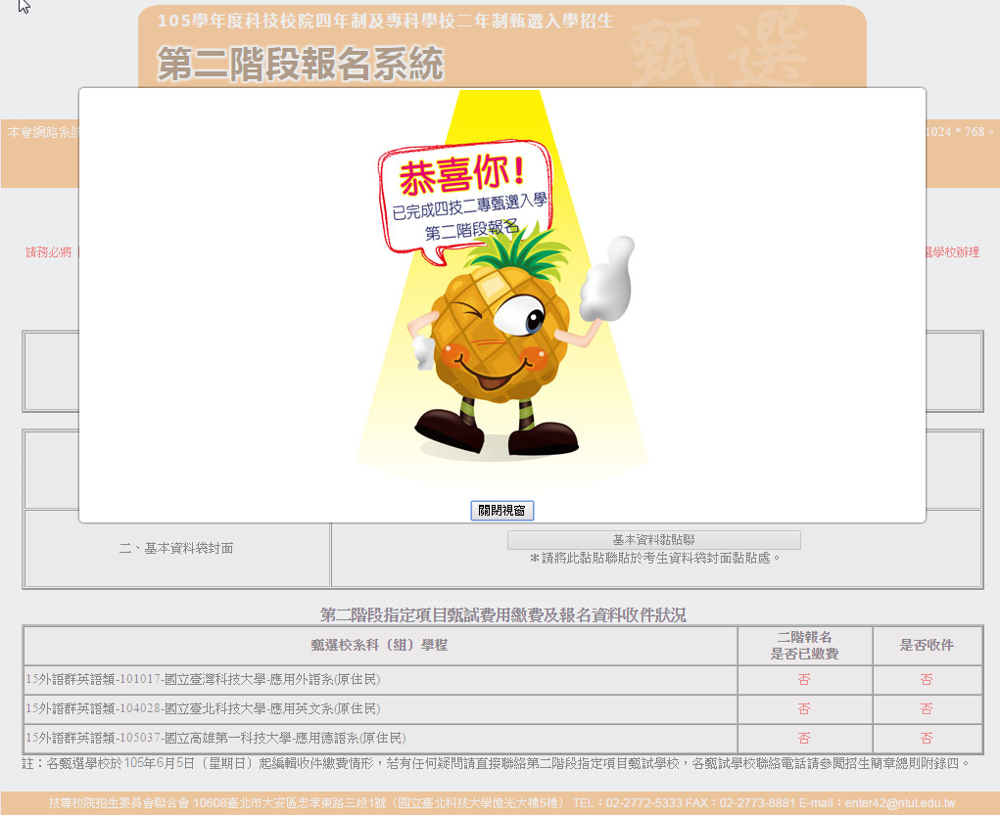 105學年度科技校院四年制及專科學校二年制甄選入學招生
甄選
第二階段報名系統
本會網路系統
1024 * 768。
恭喜你!
已完成四技二專甄選入學
第二階段報名
請務必將
選學校辦理
關閉視窗
二、基本資料袋封面
基本資料黏貼聯
＊請將此黏貼聯貼於考生資料袋封面黏貼處。
第二階段指定項目甄試費用繳費及報名資料收件狀況
甄選校系科（組）學程
二階報名
是否已繳費
是否收件
15外語群英語類-101017-國立臺灣科技大學-應用外語系(原住民)
否
否
15外語群英語類-104028-國立臺北科技大學-應用英文系(原住民)
否
否
15外語群英語類-105037-國立高雄第一科技大學-應用德語系(原住民)
否
否
註：各甄選學校於105年6月5日（星期日）起編輯收件繳費情形，若有任何疑問請直接聯絡第二階段指定項目甄試學校，各甄試學校聯絡電話請參閱招生簡章總則附錄四。
技專校院招生委員會聯合會 10608臺北市大安區忠孝東路三段1號（國立臺北科技大學億光大樓5樓） TEL：02-2772-5333 FAX：02-2773-8881 E-mail：enter42@ntut.edu.tw